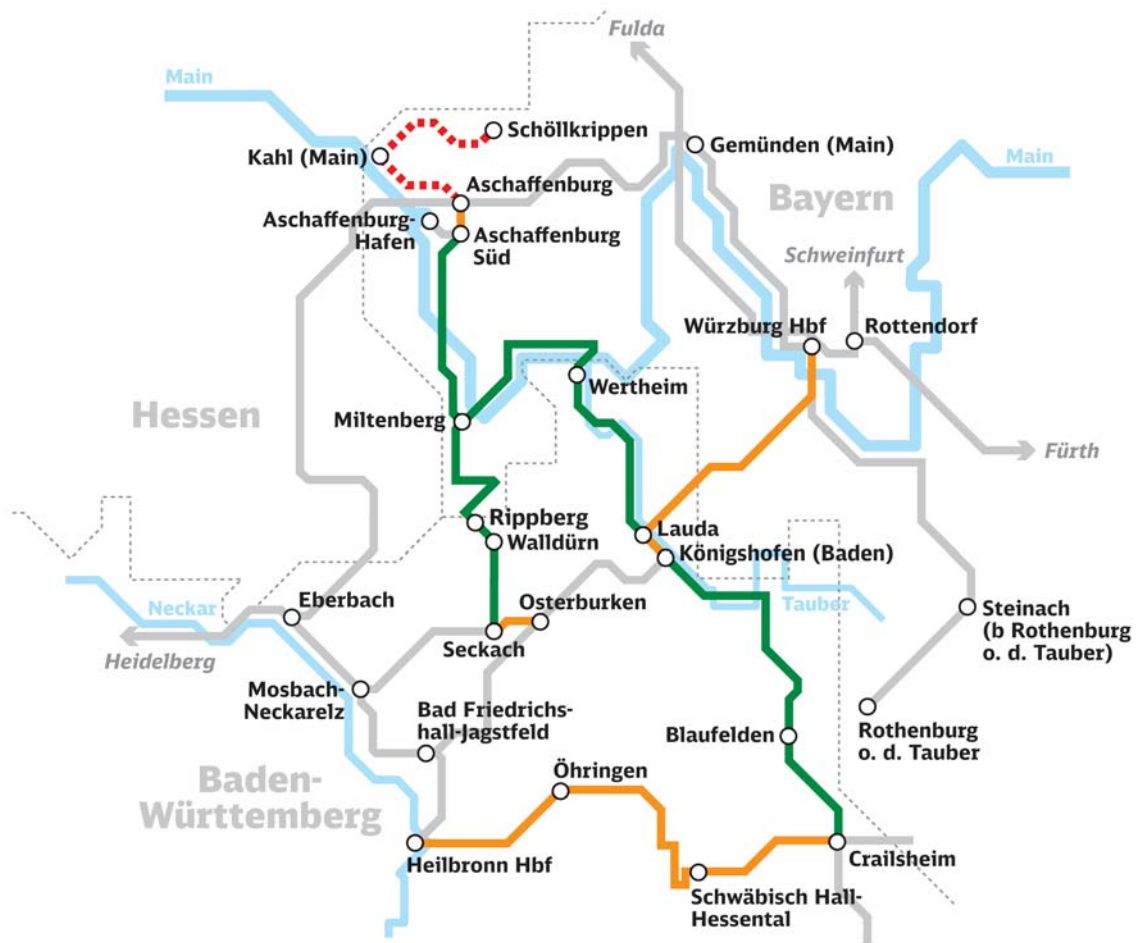 Fulda
Main
Schöllkrippen
Gemünden (Main)
Kahl (Main)
Main
Aschaffenburg
Bayern
Aschaffenburg-
Hafen
Aschaffenburg
Süd
Schweinfurt
Würzburg Hbf
Rottendorf
Wertheim
Hessen
Miltenberg
Fürth
Rippberg
Lauda
Walldürn
Königshofen (Baden)
Neckar
Eberbach
Osterburken
Tauber
Steinach
(b Rothenburg
o. d. Tauber)
Heidelberg
Seckach
Mosbach-
Neckarelz
Bad Friedrichs-
hall-Jagstfeld
Blaufelden
Rothenburg
o. d. Tauber
Baden-
Württemberg
Öhringen
Heilbronn Hbf
Crailsheim
Schwäbisch Hall-
Hessental